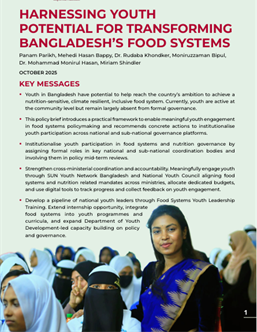 HARNESSING YOUTH
POTENTIAL FOR TRANSFORMING
BANGLADESH'S FOOD SYSTEMS
Panam Parikh, Mehedi Hasan Bappy, Dr. Rudaba Khondker, Moniruzzaman Bipul,
Dr. Mohammad Monirul Hasan, Miriam Shindler
OCTOBER 2025
KEY MESSAGES
• Youth in Bangladesh have potential to help reach the country's ambition to achieve a
nutrition-sensitive, climate resilient, inclusive food system. Currently, youth are active at
the community level but remain largely absent from formal governance.
• This policy brief introduces a practical framework to enable meaningful youth engagement
in food systems policymaking and recommends concrete actions to institutionalise
youth participation across national and sub-national governance platforms.
• Institutionalise youth participation in food systems and nutrition governance by
assigning formal roles in key national and sub-national coordination bodies and
involving them in policy mid-term reviews.
• Strengthen cross-ministerial coordination and accountability. Meaningfully engage youth
through SUN Youth Network Bangladesh and National Youth Council aligning food
systems and nutrition related mandates across ministries, allocate dedicated budgets,
and use digital tools to track progress and collect feedback on youth engagement.
• Develop a pipeline of national youth leaders through Food Systems Youth Leadership
Training. Extend internship opportunity, integrate
food systems into youth programmes and
curricula, and expand Department of Youth
Development-led capacity building on policy
and governance.
1